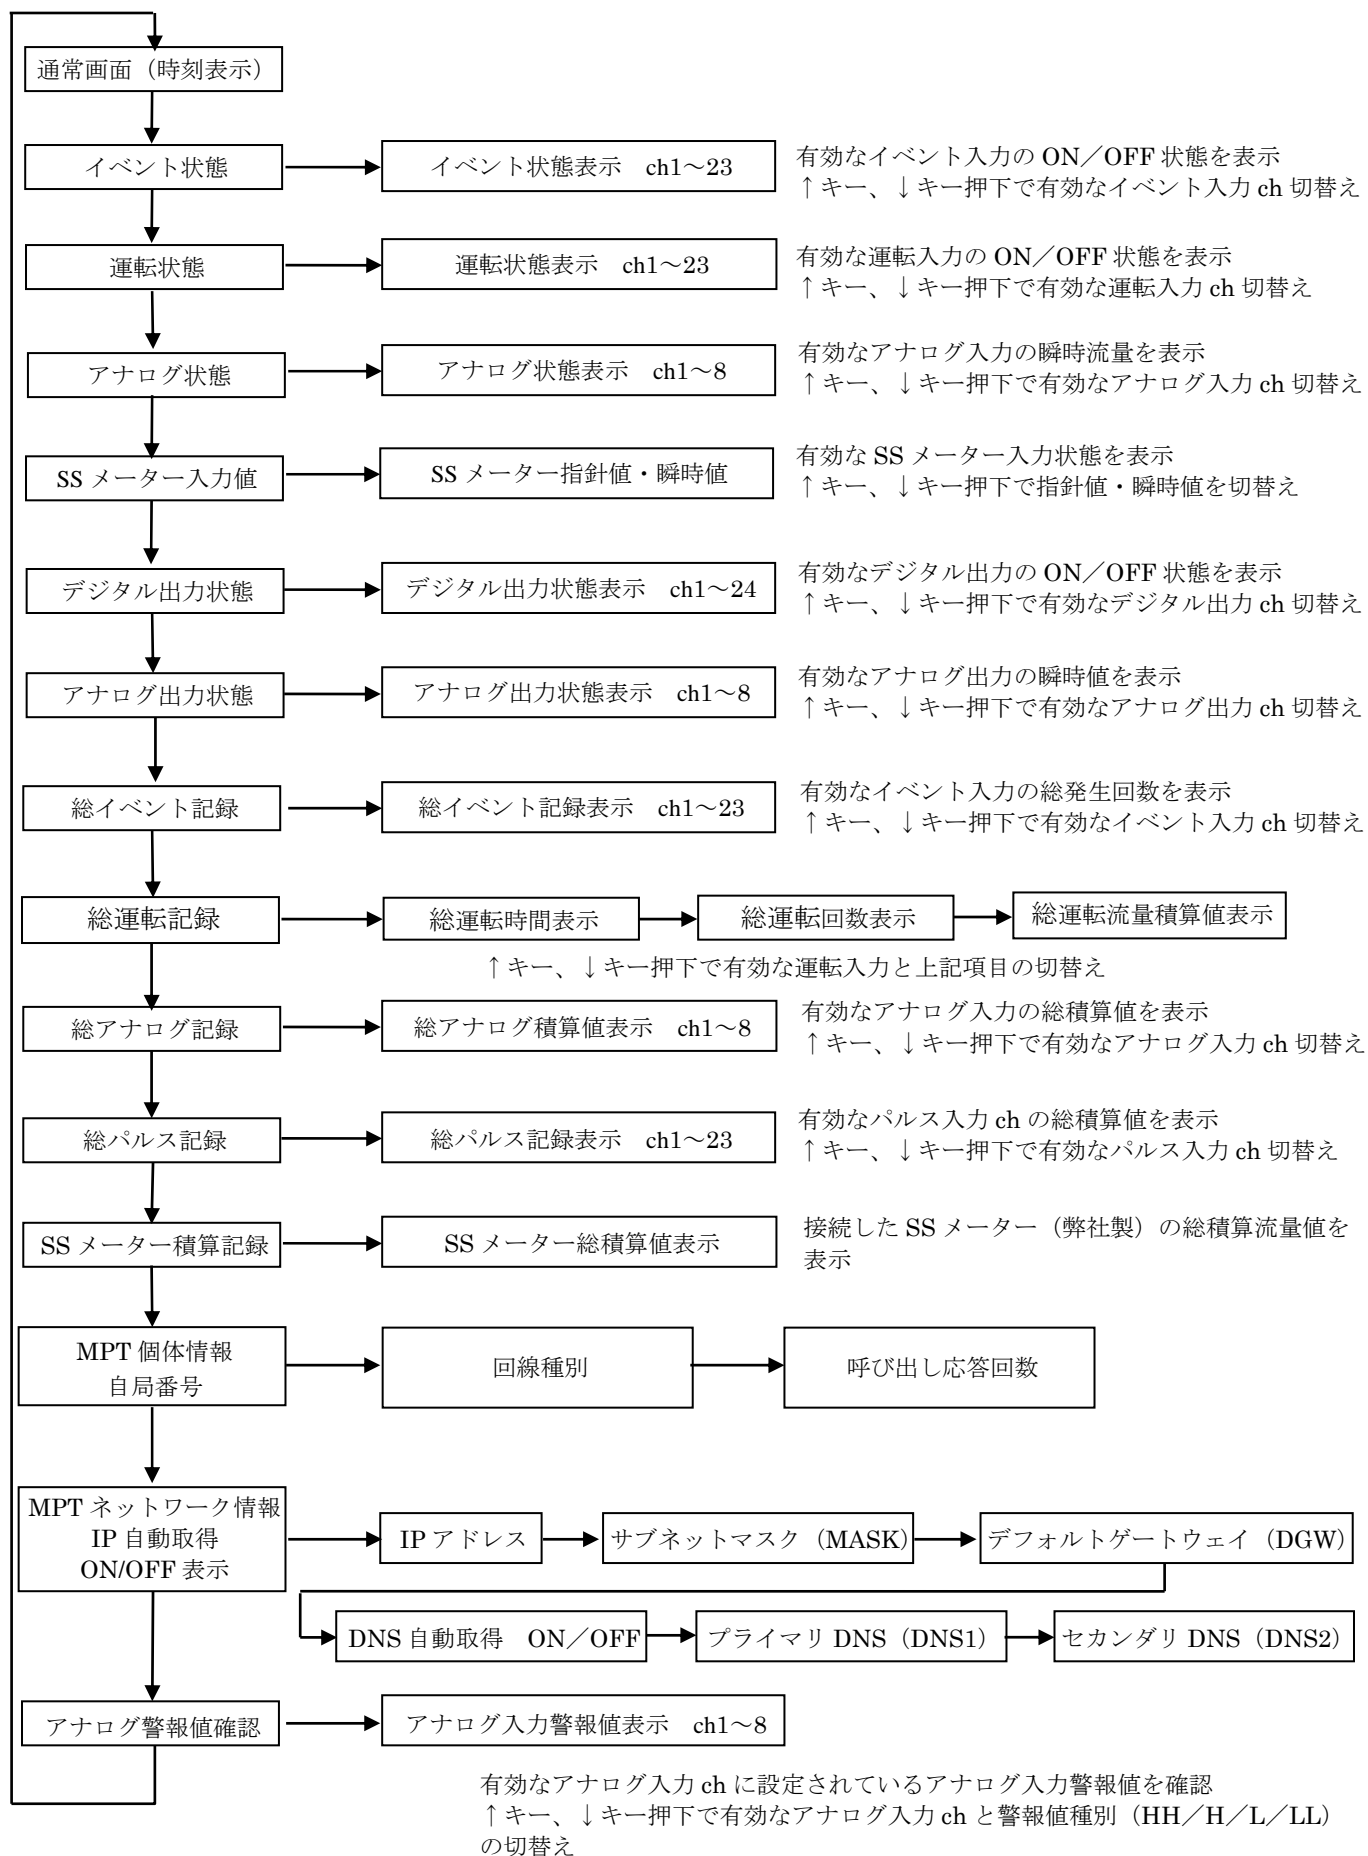 通常画面（時刻表示）
イベント状態
イベント状態表示　ch1～23
有効なイベント入力の ON／OFF 状態を表示
↑キー、↓キー押下で有効なイベント入力 ch 切替え
運転状態
運転状態表示　ch1～23
有効な運転入力の ON／OFF 状態を表示
↑キー、↓キー押下で有効な運転入力 ch 切替え
アナログ状態
アナログ状態表示　ch1～8
有効なアナログ入力の瞬時流量を表示
↑キー、↓キー押下で有効なアナログ入力 ch 切替え
SS メーター入力値
SS メーター指針値・瞬時値
有効な SS メーター入力状態を表示
↑キー、↓キー押下で指針値・瞬時値を切替え
デジタル出力状態
デジタル出力状態表示　ch1～24
有効なデジタル出力の ON／OFF 状態を表示
↑キー、↓キー押下で有効なデジタル出力 ch 切替え
アナログ出力状態
アナログ出力状態表示　ch1～8
有効なアナログ出力の瞬時値を表示
↑キー、↓キー押下で有効なアナログ出力 ch 切替え
総イベント記録
総イベント記録表示　ch1～23
有効なイベント入力の総発生回数を表示
↑キー、↓キー押下で有効なイベント入力 ch 切替え
総運転記録
総運転時間表示
総運転回数表示
総運転流量積算値表示
↑キー、↓キー押下で有効な運転入力と上記項目の切替え
総アナログ記録
総アナログ積算値表示　ch1～8
有効なアナログ入力の総積算値を表示
↑キー、↓キー押下で有効なアナログ入力 ch 切替え
総パルス記録
総パルス記録表示　ch1～23
有効なパルス入力 ch の総積算値を表示
↑キー、↓キー押下で有効なパルス入力 ch 切替え
SS メーター積算記録
SS メーター総積算値表示
接続した SS メーター（弊社製）の総積算流量値を
表示
MPT 個体情報
自局番号
回線種別
呼び出し応答回数
MPT ネットワーク情報
IP 自動取得
ON/OFF 表示
IP アドレス
サブネットマスク（MASK）
デフォルトゲートウェイ（DGW）
DNS 自動取得　ON／OFF
プライマリ DNS（DNS1）
セカンダリ DNS（DNS2）
アナログ警報値確認
アナログ入力警報値表示　ch1～8
有効なアナログ入力 ch に設定されているアナログ入力警報値を確認
↑キー、↓キー押下で有効なアナログ入力 ch と警報値種別（HH／H／L／LL）
の切替え